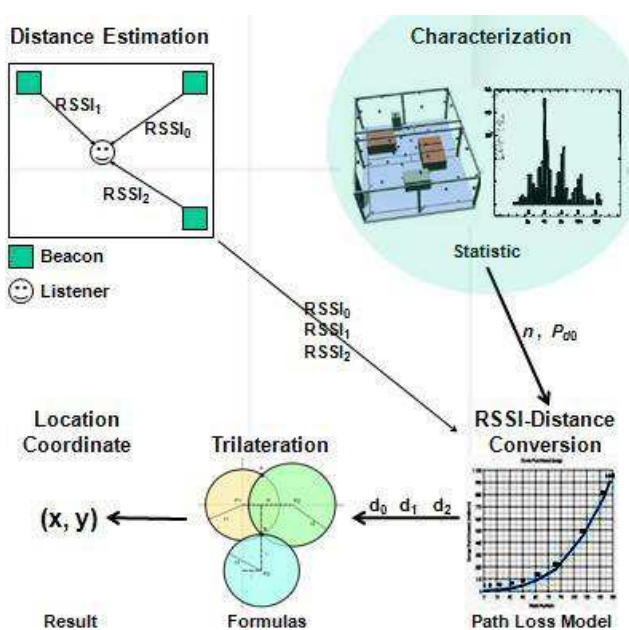 Distance Estimation
Characterization
RSSI₁
RSSI₀
RSSI₂
Beacon
Listener
Statistic
RSSI₀
RSSI₁
RSSI₂
n , P_d0
Location
Coordinate
Trilateration
RSSI-Distance
Conversion
(x, y)
d₀ d₁ d₂
Result
Formulas
Path Loss Model